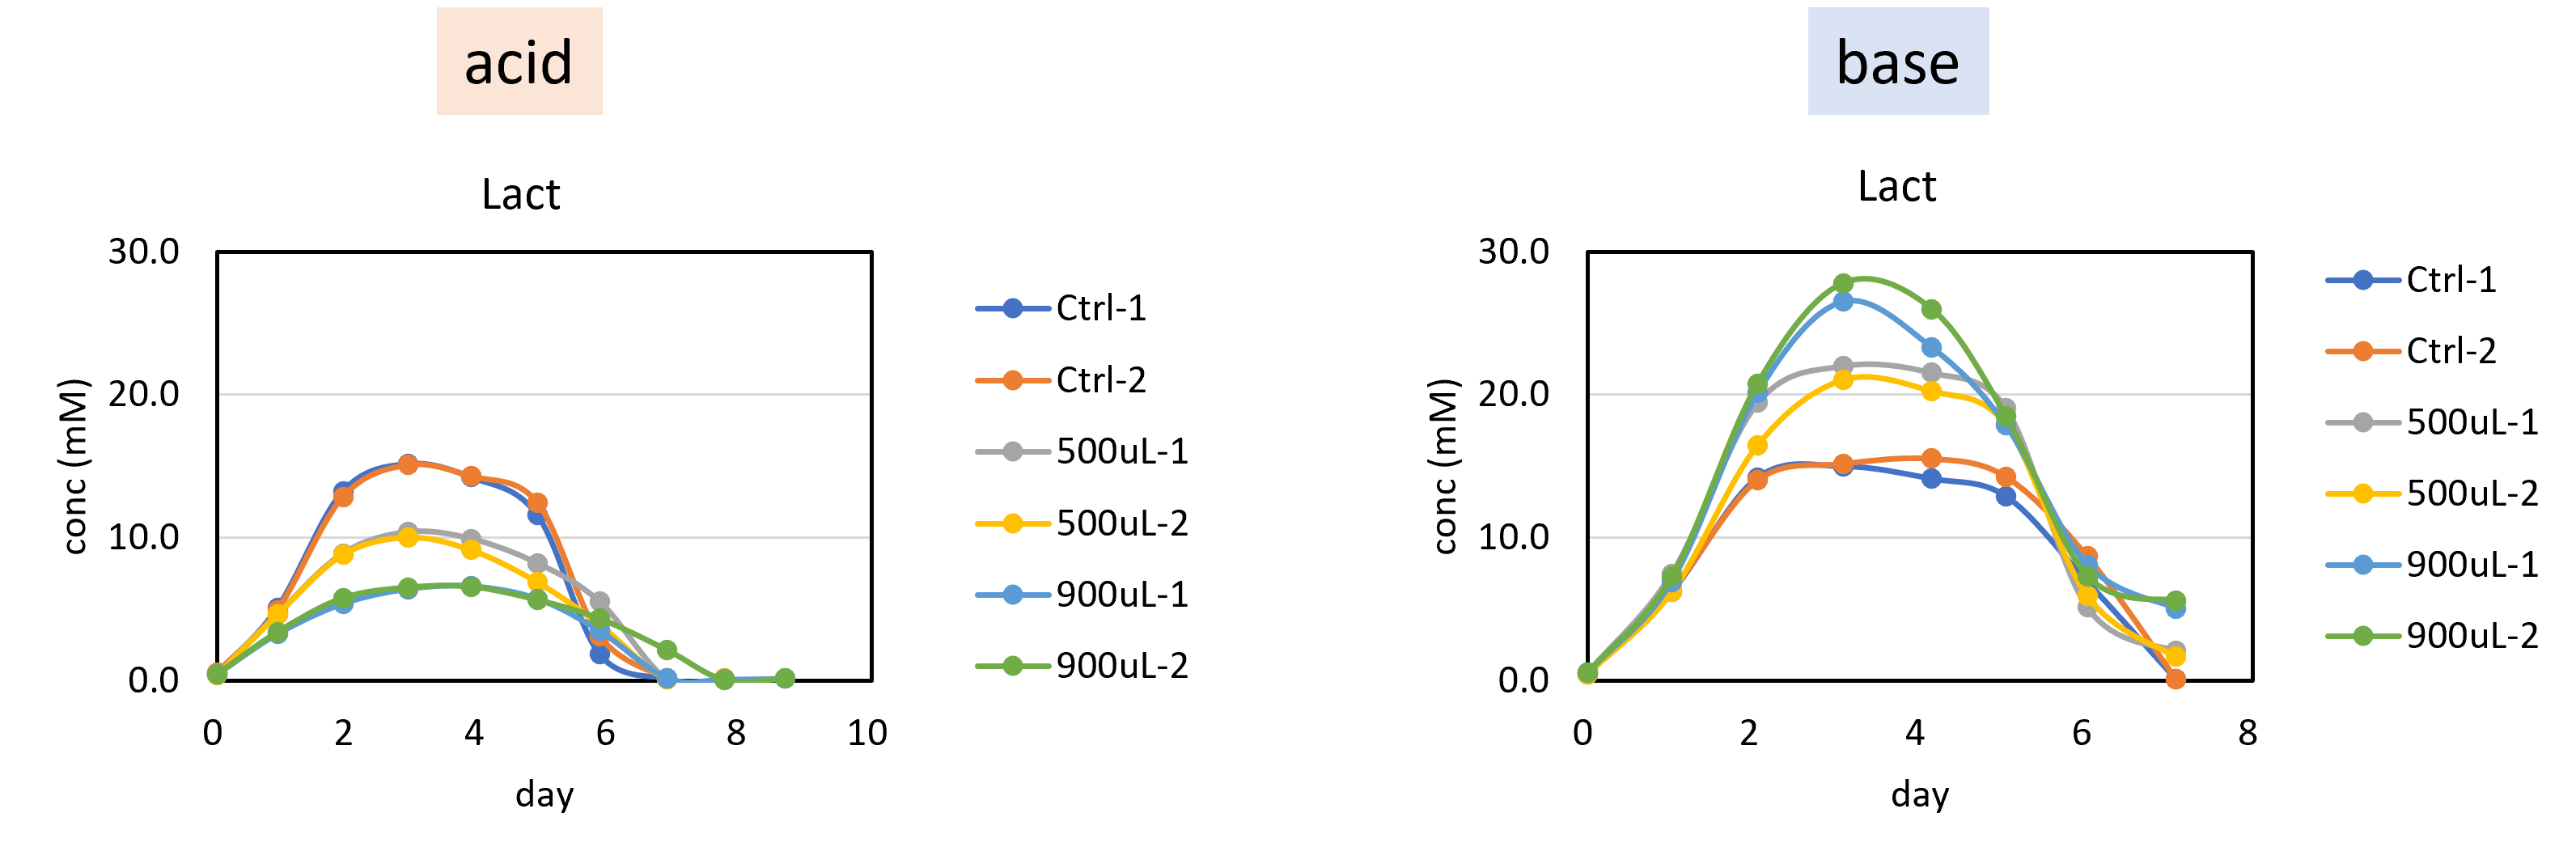 acid
Lact
30.0
20.0
10.0
0.0
conc (mM)
0 2 4 6 8 10
day
Ctrl-1
Ctrl-2
500uL-1
500uL-2
900uL-1
900uL-2
base
Lact
30.0
20.0
10.0
0.0
conc (mM)
0 2 4 6 8
day
Ctrl-1
Ctrl-2
500uL-1
500uL-2
900uL-1
900uL-2